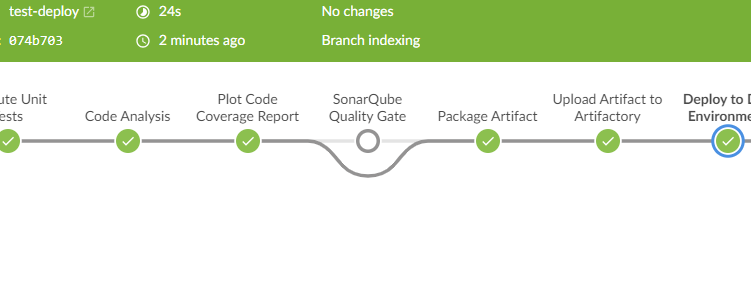 test-deploy
24s
No changes
: 074b703
2 minutes ago
Branch indexing
ute Unit
ests
Code Analysis
Plot Code
Coverage Report
SonarQube
Quality Gate
Package Artifact
Upload Artifact to
Artifactory
Deploy to D
Environme